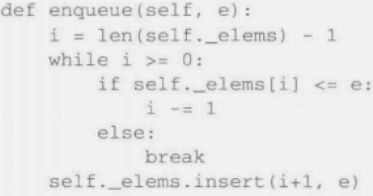 def enqueue(self, e):
    i = len(self._elems) - 1
    while i >= 0:
        if self._elems[i] <= e:
            i -= 1
        else:
            break
    self._elems.insert(i+1, e)